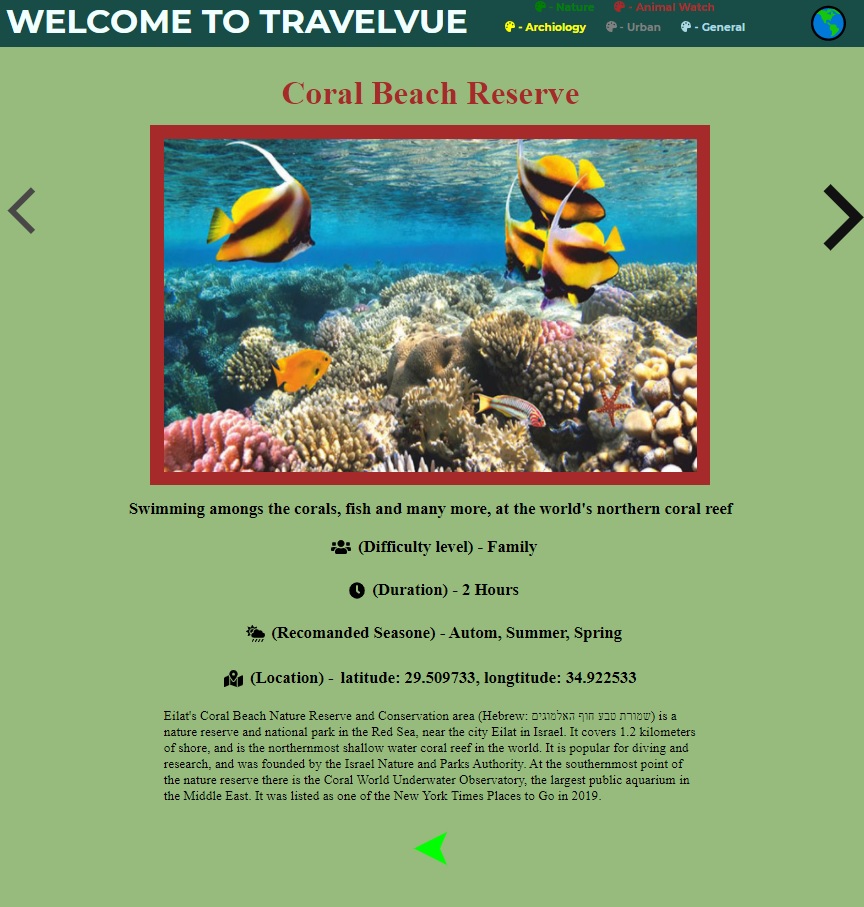 WELCOME TO TRAVELVUE
- Nature - Animal Watch
- Archiology - Urban - General
Coral Beach Reserve
Swimming amongs the corals, fish and many more, at the world's northern coral reef
(Difficulty level) - Family
(Duration) - 2 Hours
(Recomanded Seasone) - Autom, Summer, Spring
(Location) - latitude: 29.509733, longtitude: 34.922533
Eilat's Coral Beach Nature Reserve and Conservation area (Hebrew: שמורת טבע חוף האלמוגים) is a
nature reserve and national park in the Red Sea, near the city Eilat in Israel. It covers 1.2 kilometers
of shore, and is the northernmost shallow water coral reef in the world. It is popular for diving and
research, and was founded by the Israel Nature and Parks Authority. At the southernmost point of
the nature reserve there is the Coral World Underwater Observatory, the largest public aquarium in
the Middle East. It was listed as one of the New York Times Places to Go in 2019.